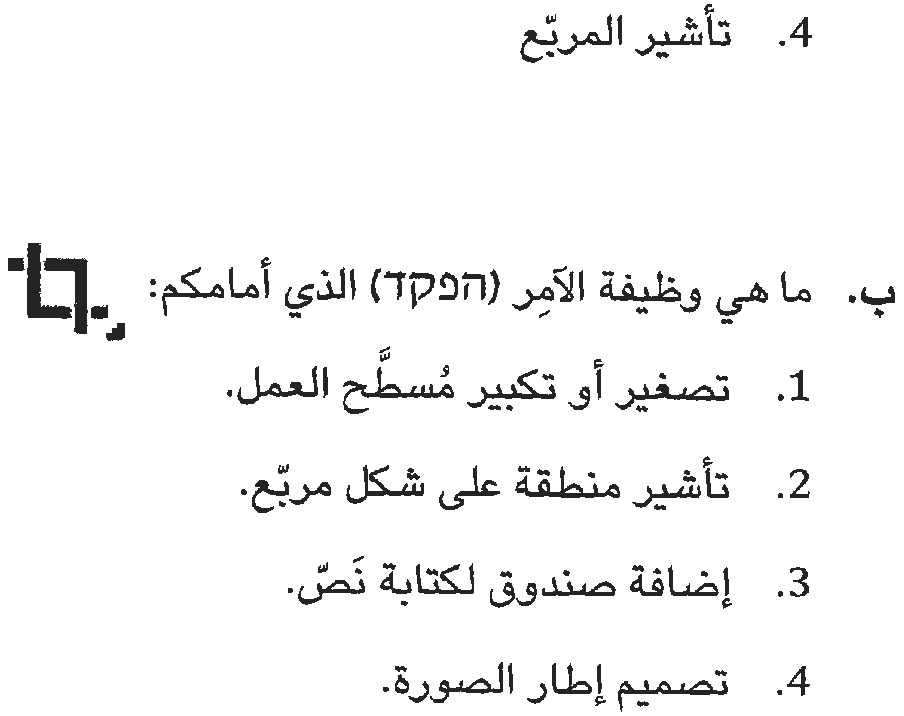 4. تأشير المربّع
ب. ما هي وظيفة الآمِر (הפקד) الذي أمامكم:
1. تصغير أو تكبير مُسطَّح العمل.
2. تأشير منطقة على شكل مربّع.
3. إضافة صندوق لكتابة نَصّ.
4. تصميم إطار الصورة.